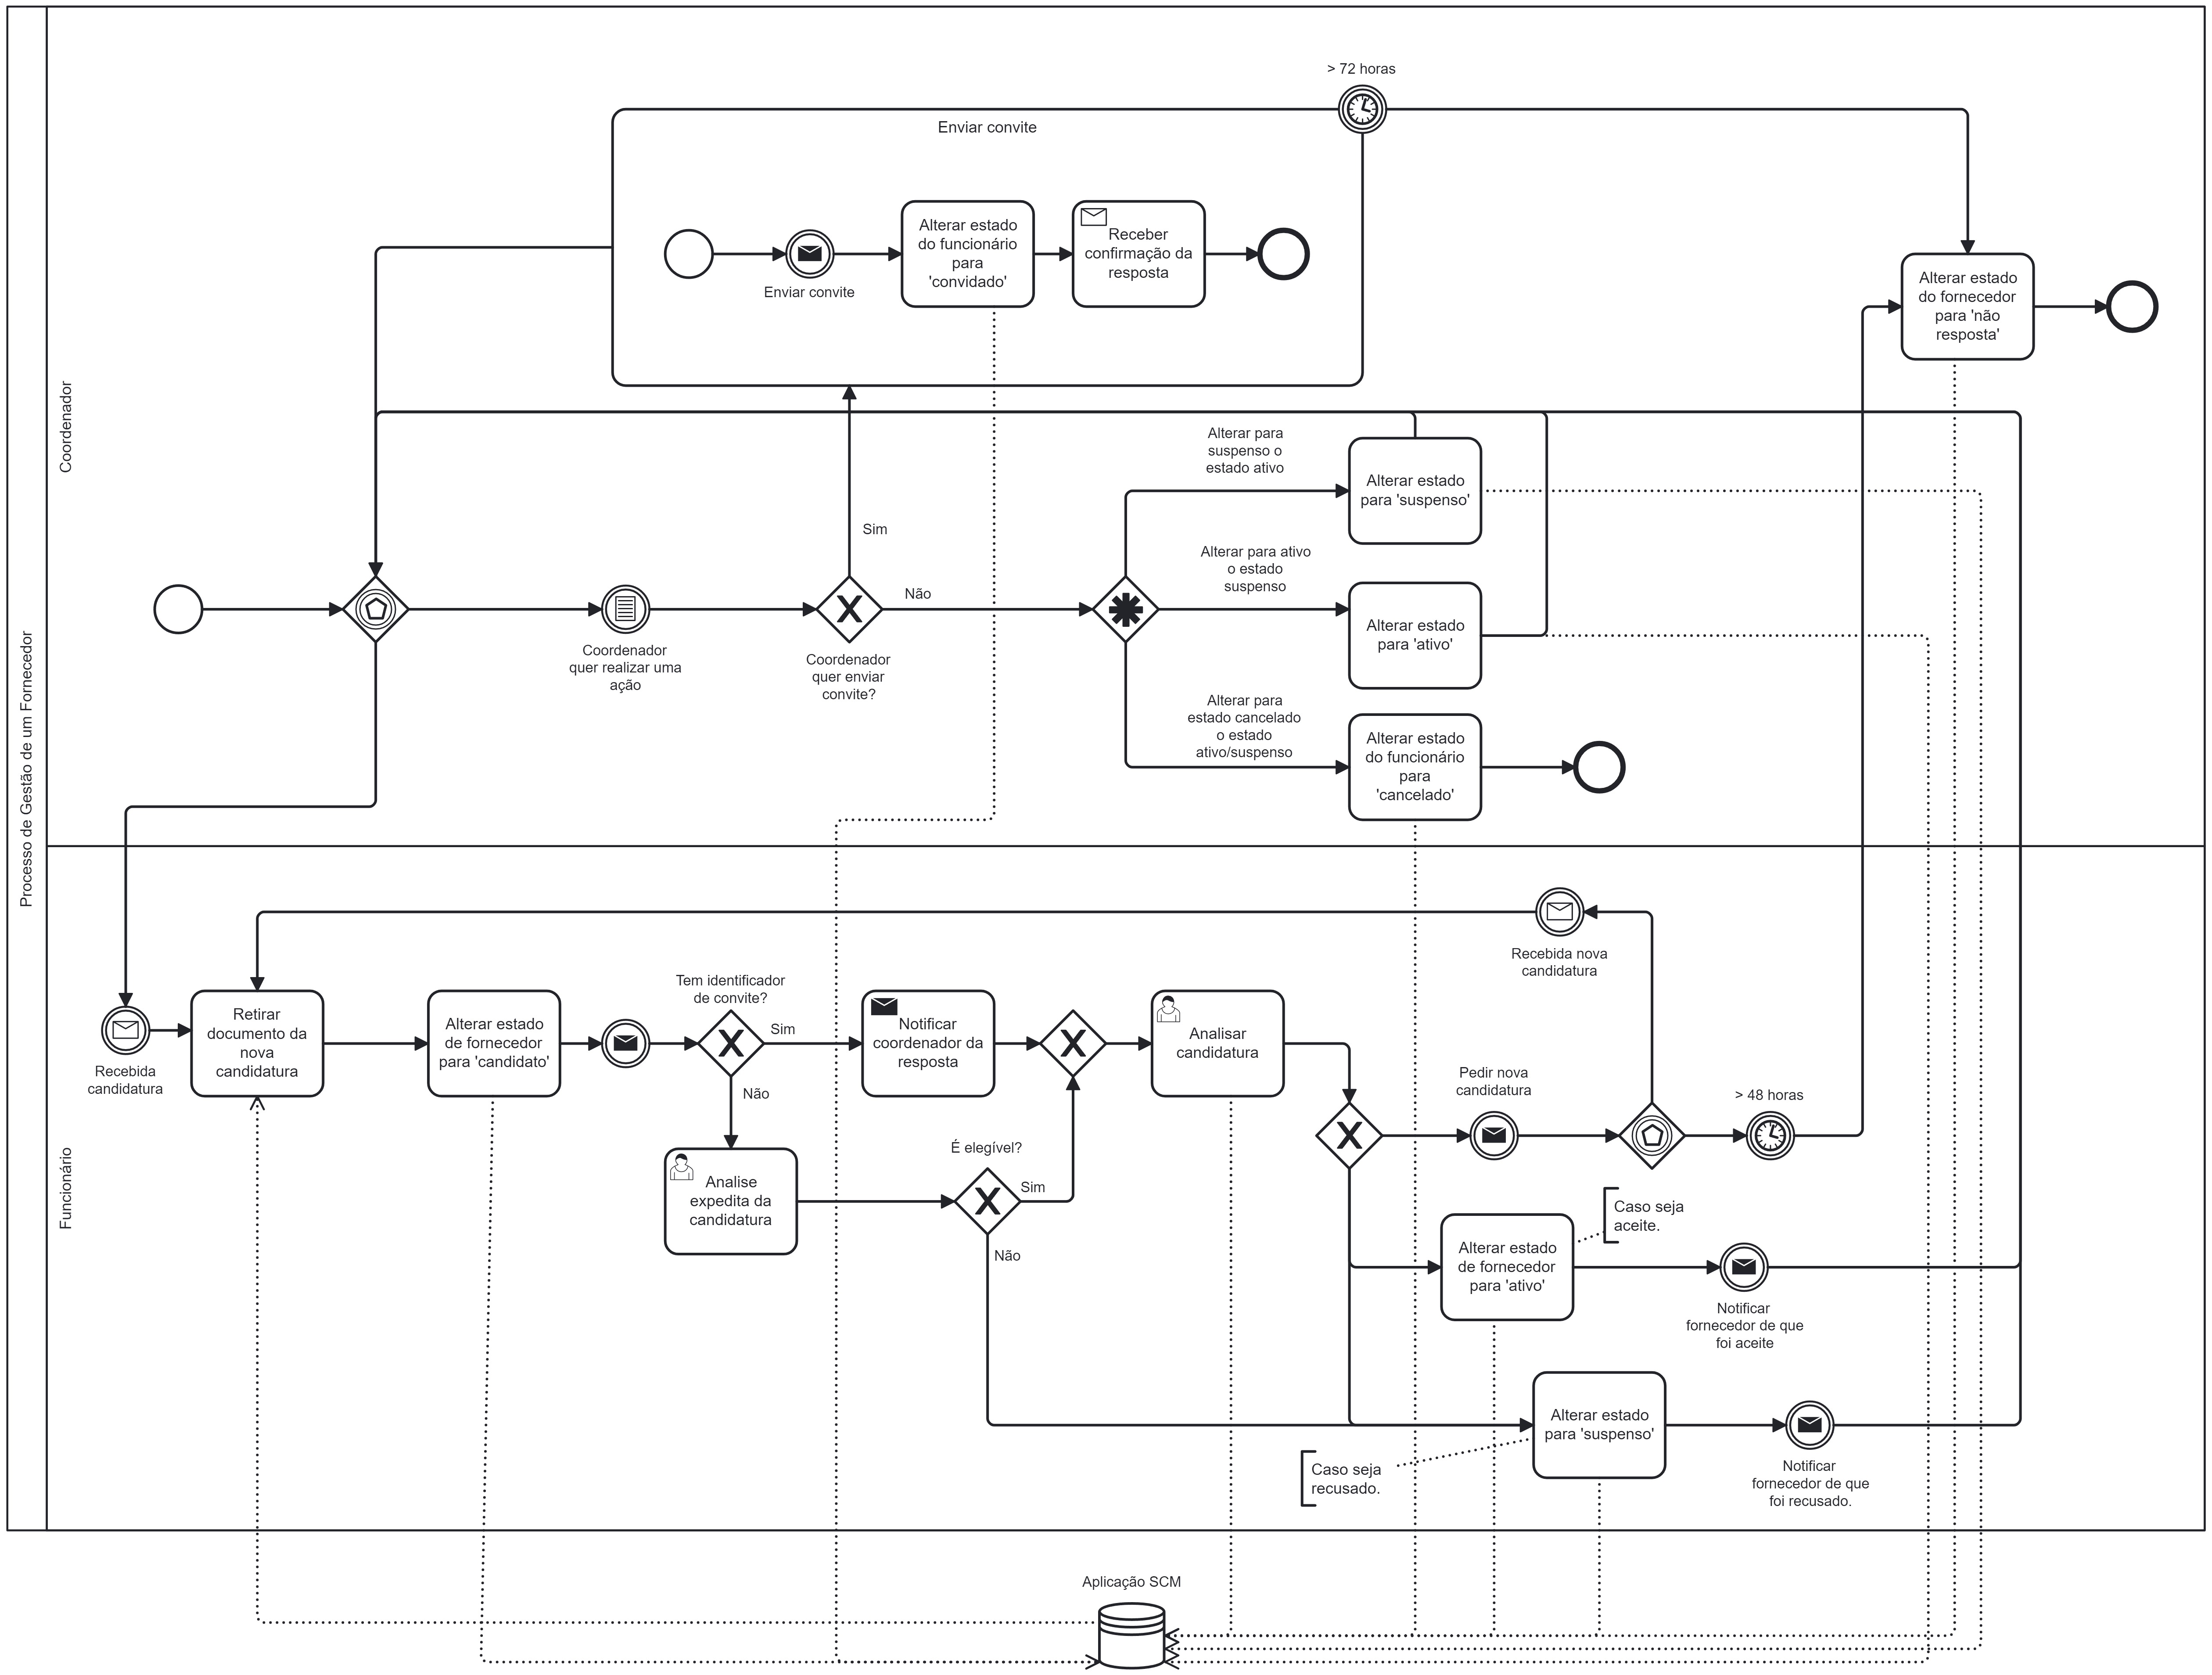 Processo de Gestão de um Fornecedor
Coordenador
> 72 horas
Enviar convite
Enviar convite
Alterar estado
do funcionário
para
'convidado'
Receber
confirmação da
resposta
Alterar estado
do fornecedor
para 'não
resposta'
Coordenador
quer realizar uma
ação
Sim
Não
Coordenador
quer enviar
convite?
Alterar para
suspenso o
estado ativo
Alterar estado
para 'suspenso'
Alterar para ativo
o estado
suspenso
Alterar estado
para 'ativo'
Alterar para
estado cancelado
o estado
ativo/suspenso
Alterar estado
do funcionário
para
'cancelado'
Funcionário
Recebida nova
candidatura
Recebida
candidatura
Retirar
documento da
nova
candidatura
Alterar estado
de fornecedor
para 'candidato'
Tem identificador
de convite?
Sim
Não
Notificar
coordenador da
resposta
Analisar
candidatura
Analise
expedita da
candidatura
É elegível?
Sim
Não
Pedir nova
candidatura
> 48 horas
Caso seja
aceite.
Alterar estado
de fornecedor
para 'ativo'
Notificar
fornecedor de que
foi aceite
Alterar estado
para 'suspenso'
Caso seja
recusado.
Notificar
fornecedor de que
foi recusado.
Aplicação SCM